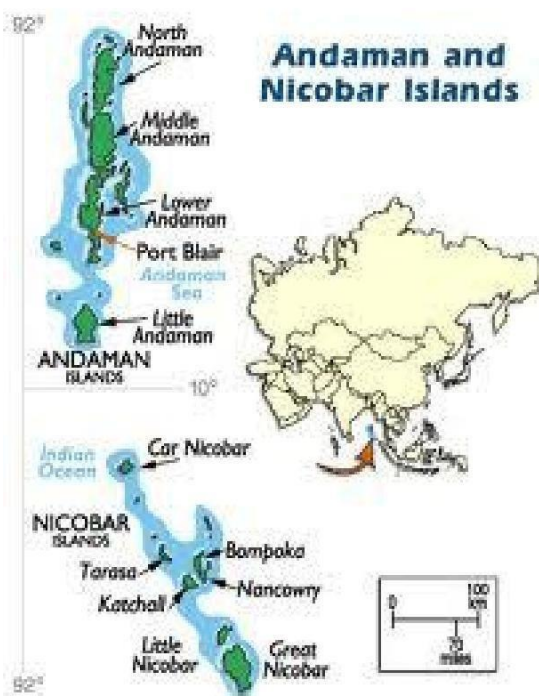 92°
Andaman and
Nicobar Islands
North
Andaman
Middle
Andaman
Lower
Andaman
Port Blair
Andaman
Sea
Little
Andaman
ANDAMAN
ISLANDS
10°
Indian
Ocean
Car Nicobar
NICOBAR
ISLANDS
Bompoka
Tarasa
Nancowry
Katchall
Little
Nicobar
Great
Nicobar
92°
0
100
km
70
miles